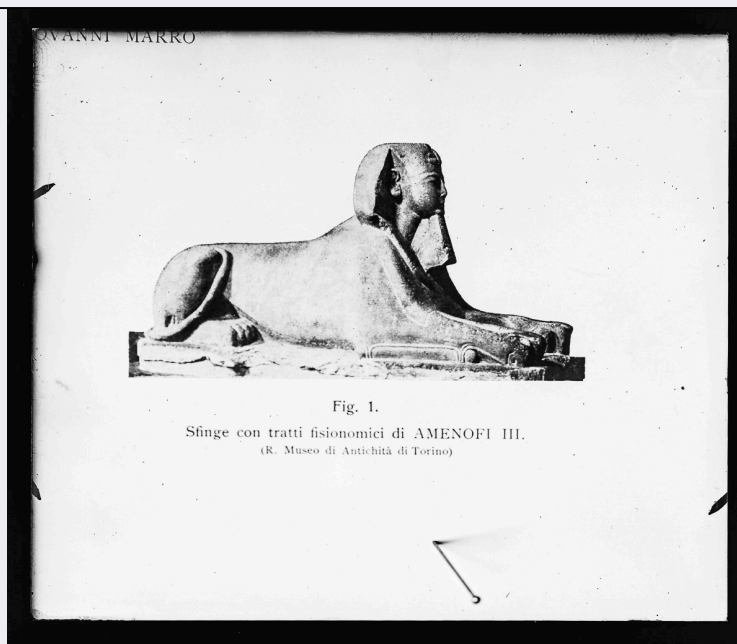 OVANNI MARRO
Fig. 1.
Sfinge con tratti fisionomici di AMENOFI III.
(R. Museo di Antichità di Torino)